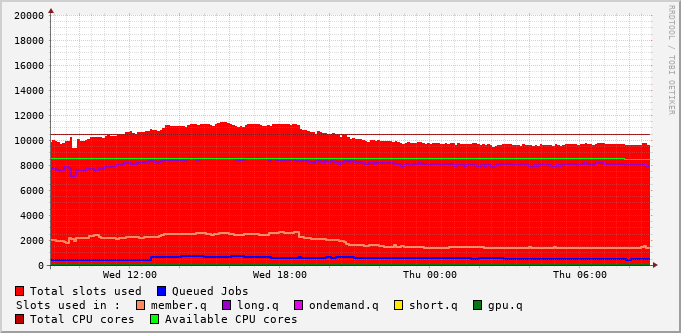 RRDTOOL / TOBI OETIKER
20000
18000
16000
14000
12000
10000
8000
6000
4000
2000
0
Wed 12:00 Wed 18:00 Thu 00:00 Thu 06:00
Total slots used Queued Jobs
Slots used in : member.q long.q ondemand.q short.q gpu.q
Total CPU cores Available CPU cores